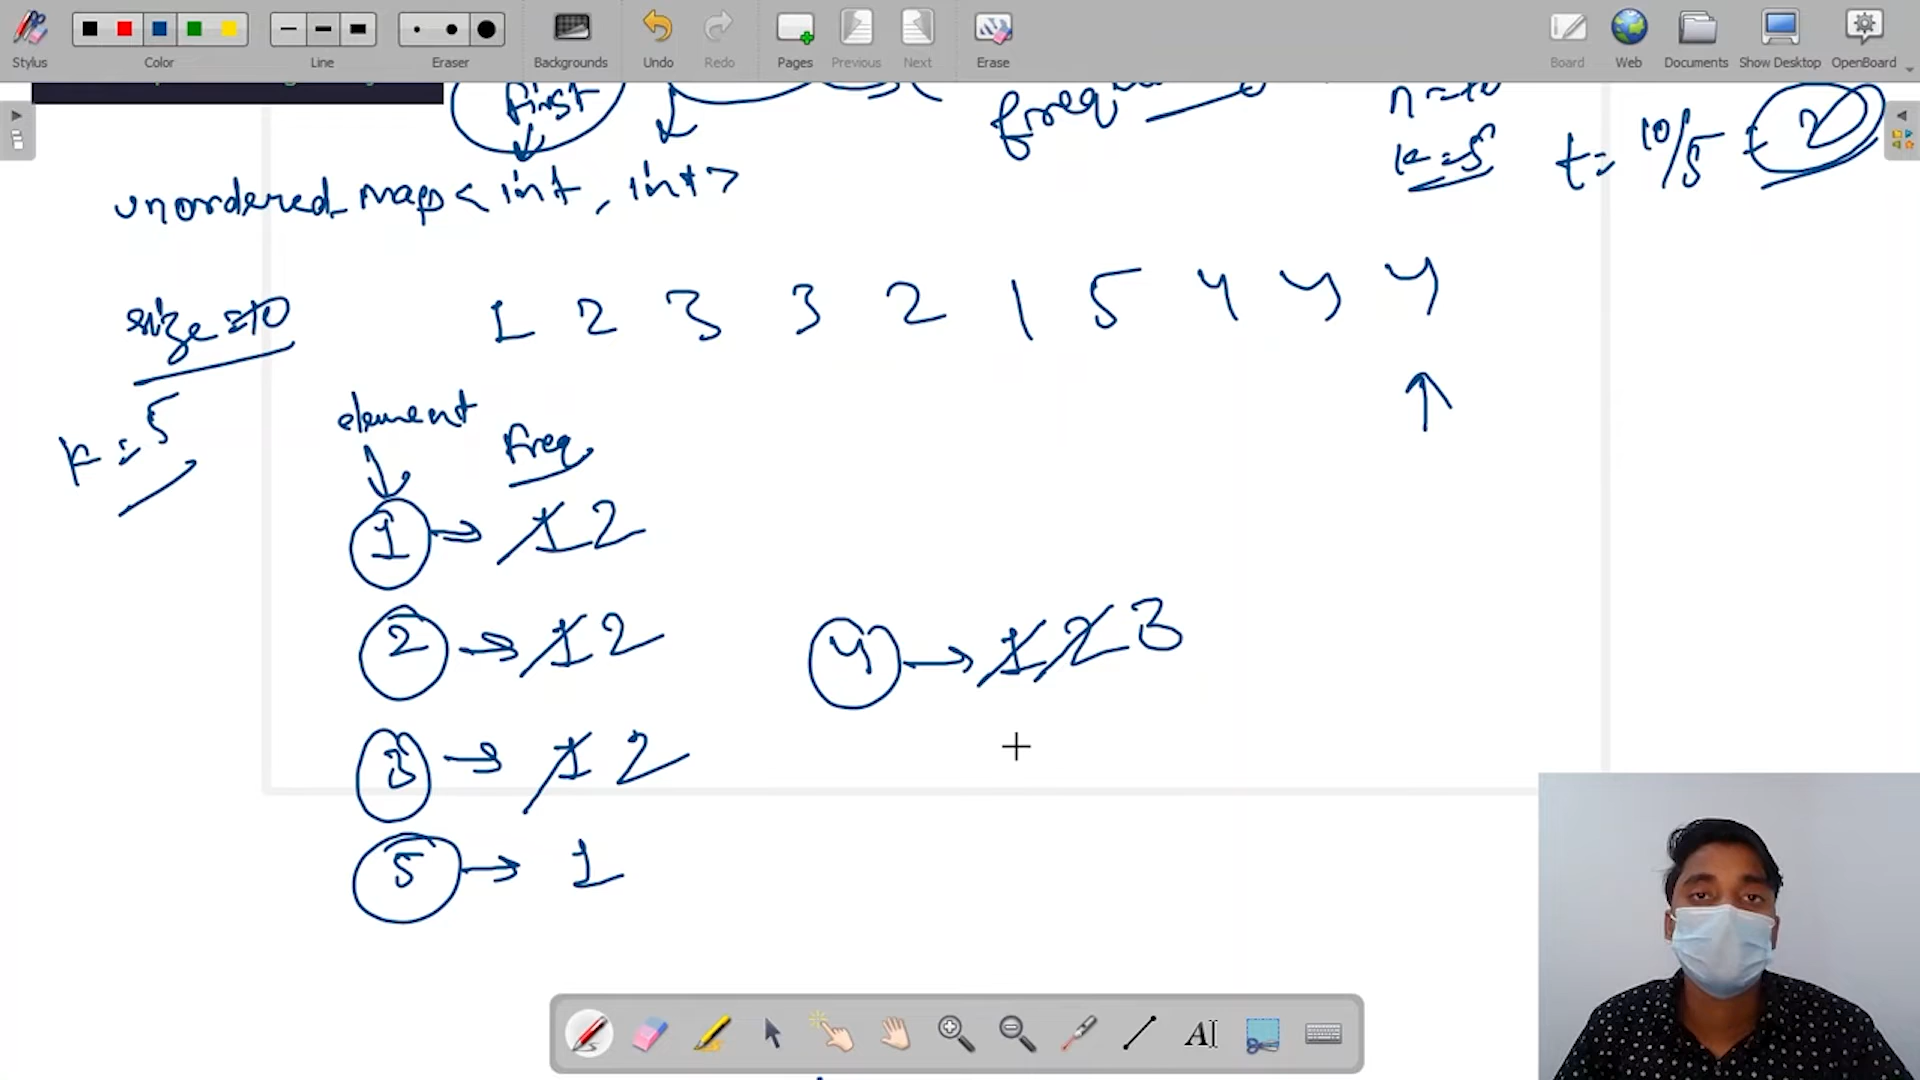 Stylus Color Line Eraser Backgrounds Undo Redo Pages Previous Next Erase Board Web Documents Show Desktop OpenBoard
first
freq
n=10
k=5 t= 10/5 = 2
unordered_map < int, int >
size=10 1 2 3 3 2 1 5 4 4 4
k=5
element Freq
1 → 1 2
2 → 1 2 4 → 1 2 3
3 → 1 2
5 → 1
AI